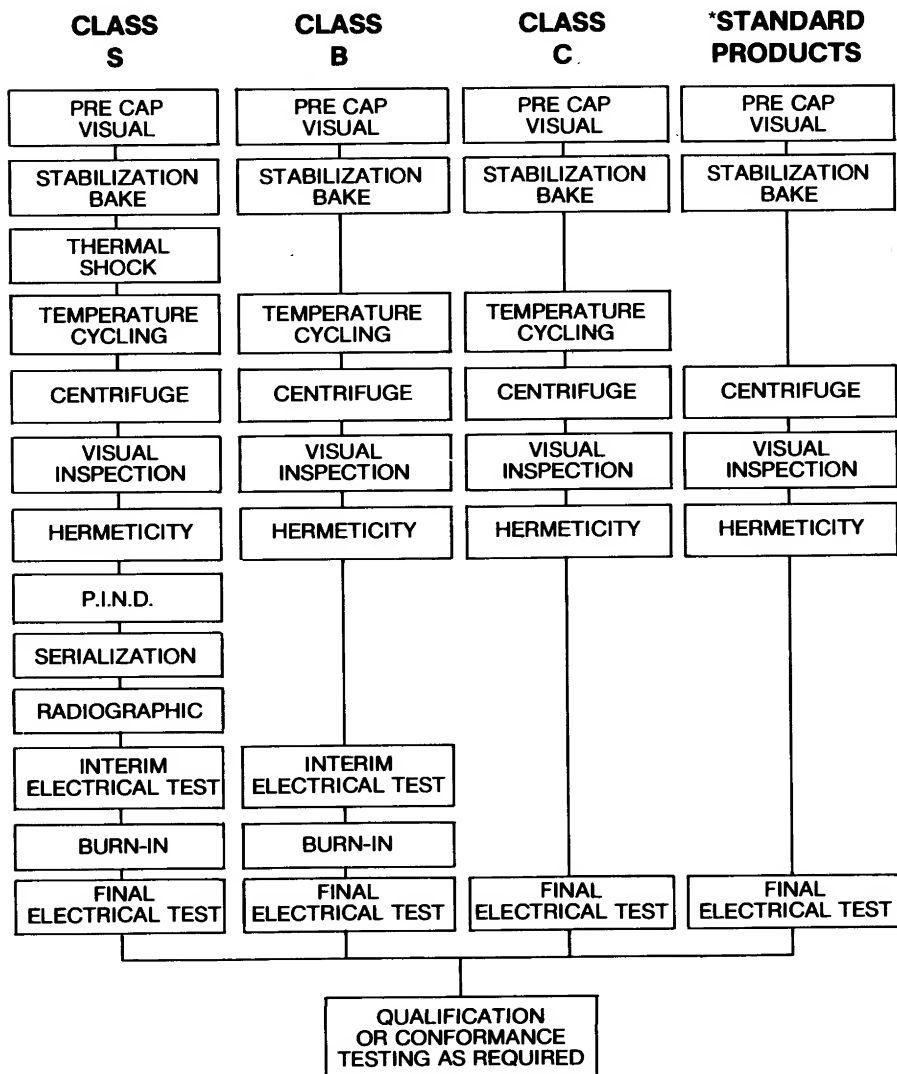 CLASS
S
PRE CAP
VISUAL
STABILIZATION
BAKE
THERMAL
SHOCK
TEMPERATURE
CYCLING
CENTRIFUGE
VISUAL
INSPECTION
HERMETICITY
P.I.N.D.
SERIALIZATION
RADIOGRAPHIC
INTERIM
ELECTRICAL TEST
BURN-IN
FINAL
ELECTRICAL TEST
CLASS
B
PRE CAP
VISUAL
STABILIZATION
BAKE
TEMPERATURE
CYCLING
CENTRIFUGE
VISUAL
INSPECTION
HERMETICITY
INTERIM
ELECTRICAL TEST
BURN-IN
FINAL
ELECTRICAL TEST
CLASS
C
PRE CAP
VISUAL
STABILIZATION
BAKE
TEMPERATURE
CYCLING
CENTRIFUGE
VISUAL
INSPECTION
HERMETICITY
FINAL
ELECTRICAL TEST
*STANDARD
PRODUCTS
PRE CAP
VISUAL
STABILIZATION
BAKE
CENTRIFUGE
VISUAL
INSPECTION
HERMETICITY
FINAL
ELECTRICAL TEST
QUALIFICATION
OR CONFORMANCE
TESTING AS REQUIRED